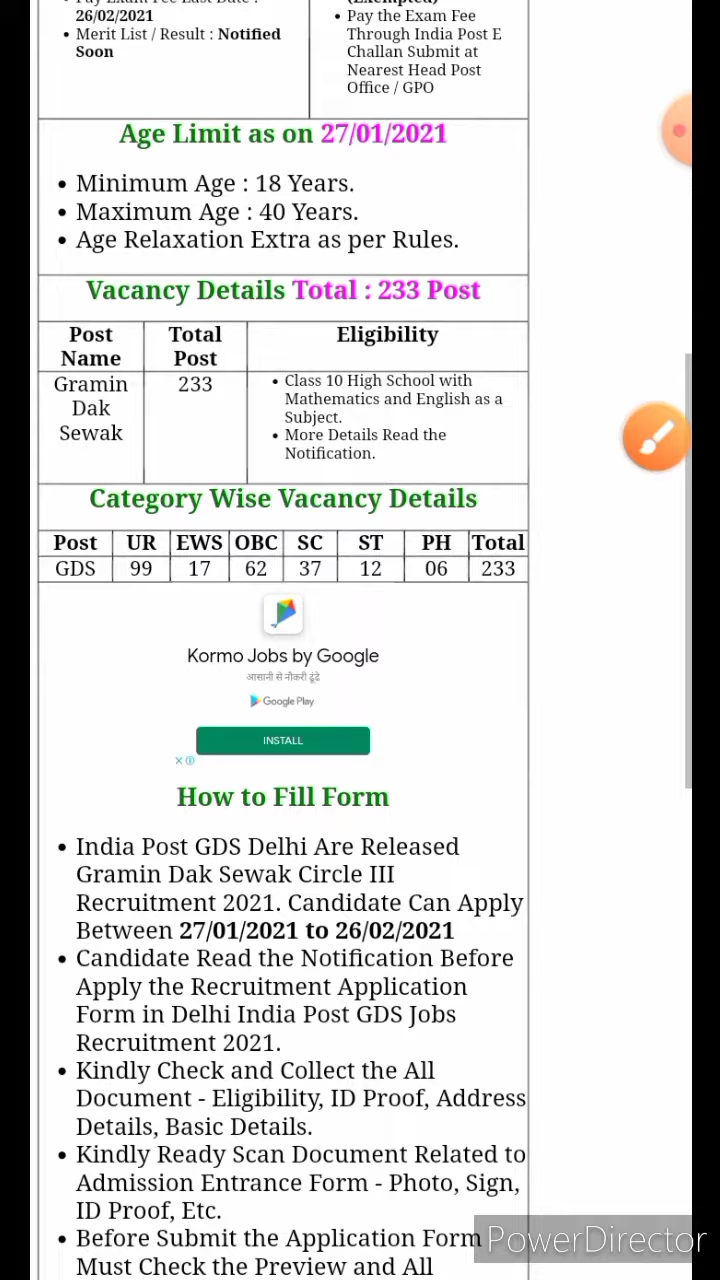 26/02/2021
• Merit List / Result : Notified
Soon
• Pay the Exam Fee
Through India Post E
Challan Submit at
Nearest Head Post
Office / GPO
Age Limit as on 27/01/2021
• Minimum Age : 18 Years.
• Maximum Age : 40 Years.
• Age Relaxation Extra as per Rules.
Vacancy Details Total : 233 Post
Post Name Total Post Eligibility
Gramin Dak Sewak 233
• Class 10 High School with
Mathematics and English as a
Subject.
• More Details Read the
Notification.
Category Wise Vacancy Details
Post UR EWS OBC SC ST PH Total
GDS 99 17 62 37 12 06 233
Kormo Jobs by Google
आसानी से नौकरी ढूंढें
Google Play
INSTALL
How to Fill Form
• India Post GDS Delhi Are Released
Gramin Dak Sewak Circle III
Recruitment 2021. Candidate Can Apply
Between 27/01/2021 to 26/02/2021
• Candidate Read the Notification Before
Apply the Recruitment Application
Form in Delhi India Post GDS Jobs
Recruitment 2021.
• Kindly Check and Collect the All
Document - Eligibility, ID Proof, Address
Details, Basic Details.
• Kindly Ready Scan Document Related to
Admission Entrance Form - Photo, Sign,
ID Proof, Etc.
• Before Submit the Application Form
Must Check the Preview and All
PowerDirector